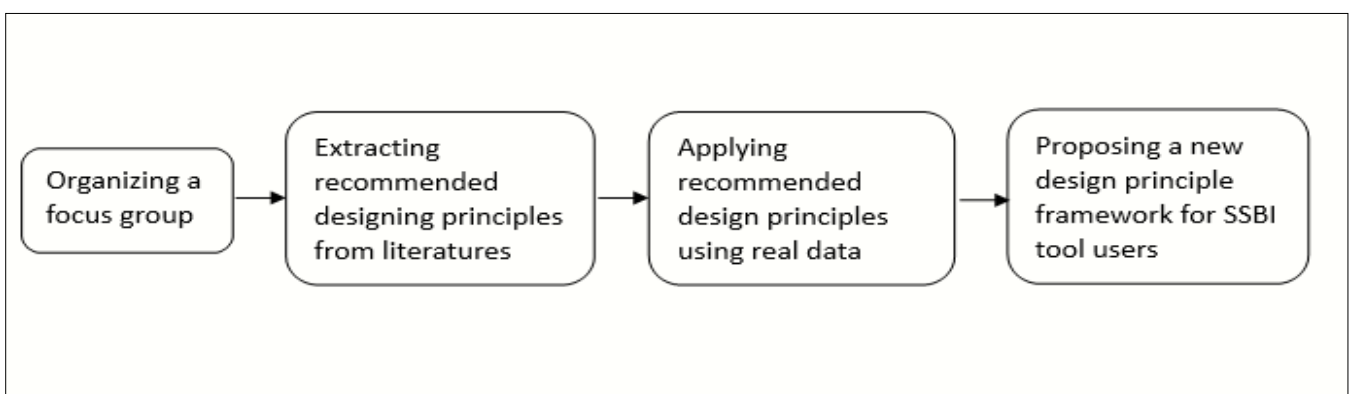 Organizing a
focus group
Extracting
recommended
designing principles
from literatures
Applying
recommended
design principles
using real data
Proposing a new
design principle
framework for SSBI
tool users